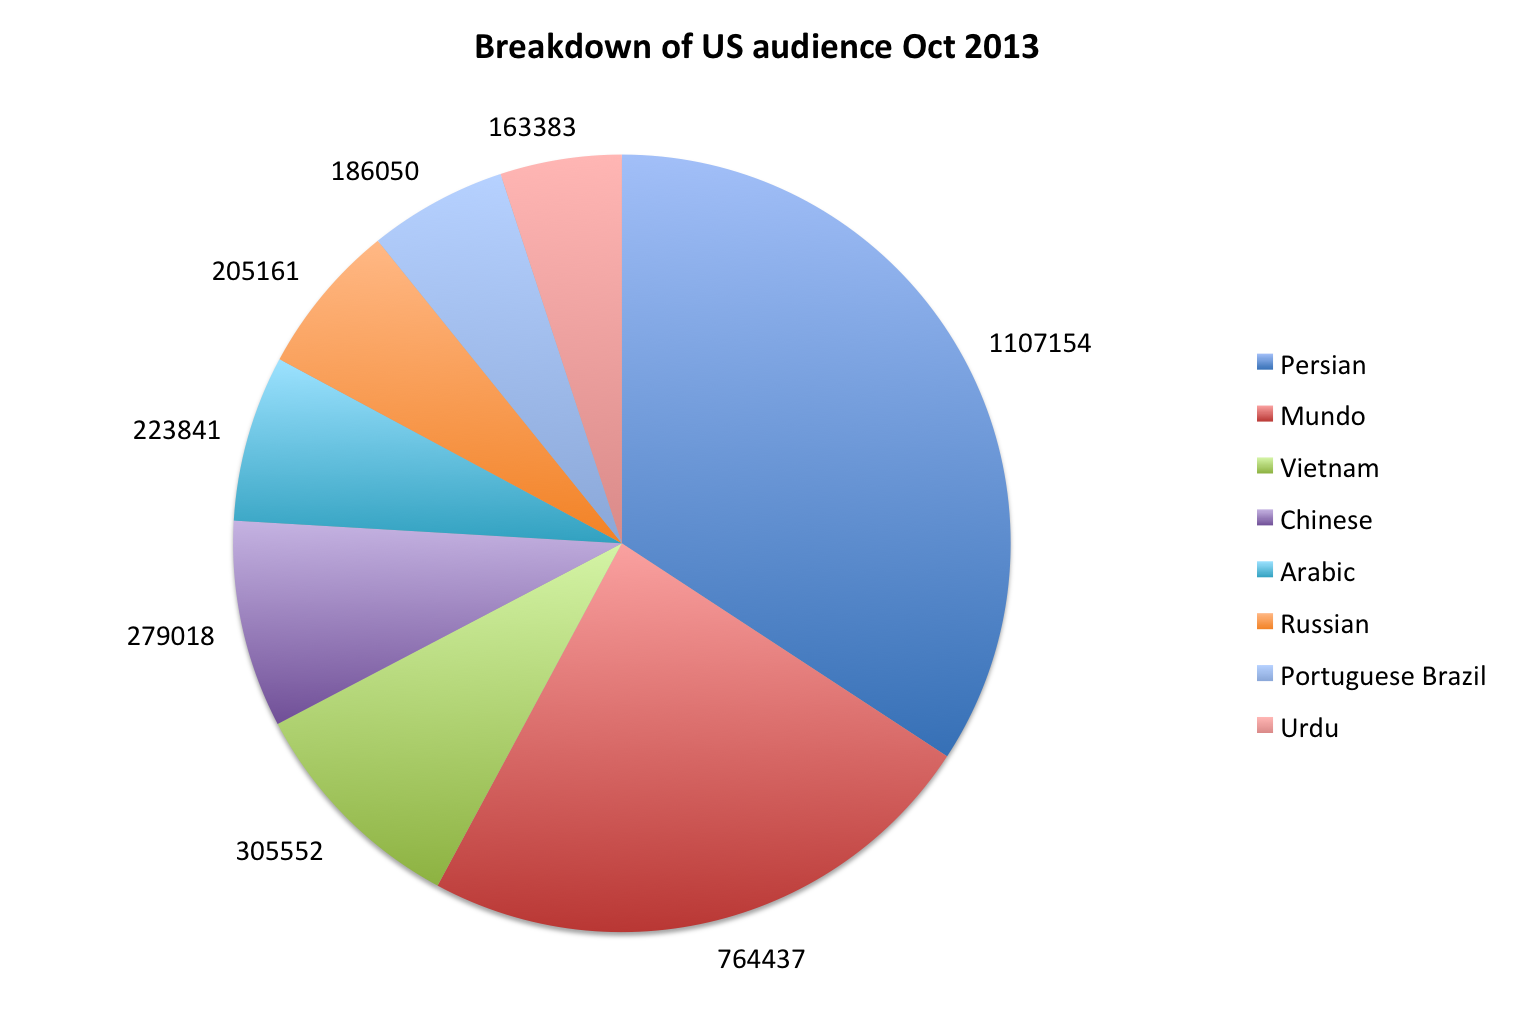 Breakdown of US audience Oct 2013
163383
186050
205161
1107154
223841
279018
305552
764437
Persian
Mundo
Vietnam
Chinese
Arabic
Russian
Portuguese Brazil
Urdu